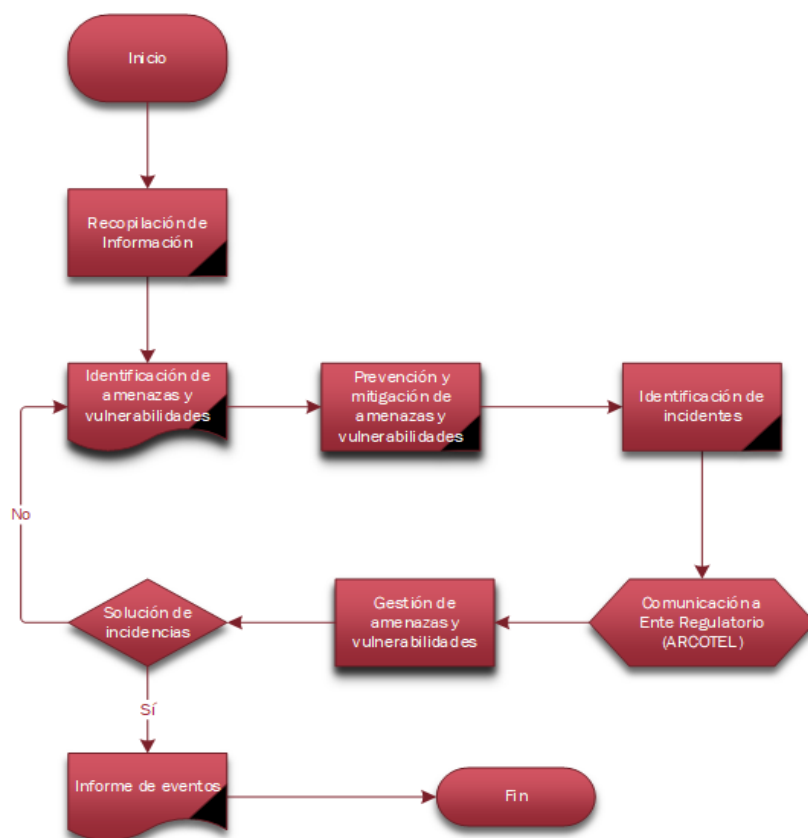 Inicio
Recopilación de
Información
Identificación de
amenazas y
vulnerabilidades
Prevención y
mitigación de
amenazas y
vulnerabilidades
Identificación de
incidentes
No
Solución de
incidencias
Gestión de
amenazas y
vulnerabilidades
Comunicación a
Ente Regulatorio
(ARCOTEL)
Sí
Informe de eventos
Fin